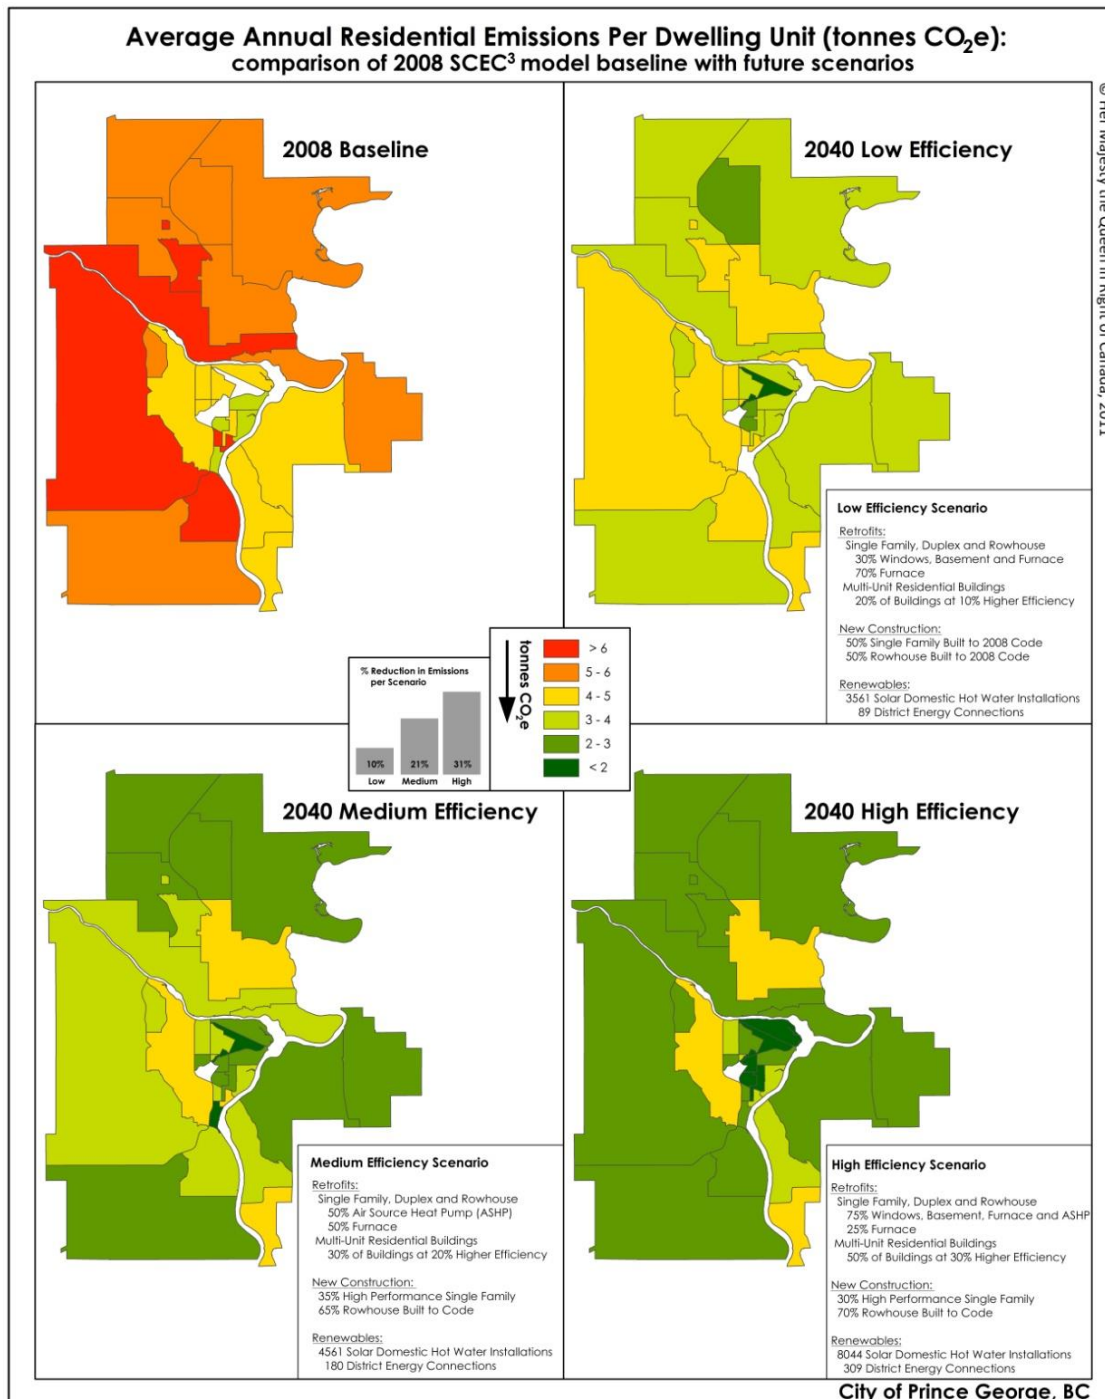 Average Annual Residential Emissions Per Dwelling Unit (tonnes CO₂e):
comparison of 2008 SCEC³ model baseline with future scenarios
© Her Majesty the Queen in Right of Canada, 2011
2008 Baseline
2040 Low Efficiency
Low Efficiency Scenario
Retrofits:
Single Family, Duplex and Rowhouse
30% Windows, Basement and Furnace
70% Furnace
Multi-Unit Residential Buildings
20% of Buildings at 10% Higher Efficiency
New Construction:
50% Single Family Built to 2008 Code
50% Rowhouse Built to 2008 Code
Renewables:
3561 Solar Domestic Hot Water Installations
89 District Energy Connections
% Reduction in Emissions
per Scenario
10%
21%
31%
Low
Medium
High
tonnes CO₂e
> 6
5 - 6
4 - 5
3 - 4
2 - 3
< 2
2040 Medium Efficiency
2040 High Efficiency
Medium Efficiency Scenario
Retrofits:
Single Family, Duplex and Rowhouse
50% Air Source Heat Pump (ASHP)
50% Furnace
Multi-Unit Residential Buildings
30% of Buildings at 20% Higher Efficiency
New Construction:
35% High Performance Single Family
65% Rowhouse Built to Code
Renewables:
4561 Solar Domestic Hot Water Installations
180 District Energy Connections
High Efficiency Scenario
Retrofits:
Single Family, Duplex and Rowhouse
75% Windows, Basement, Furnace and ASHP
25% Furnace
Multi-Unit Residential Buildings
50% of Buildings at 30% Higher Efficiency
New Construction:
30% High Performance Single Family
70% Rowhouse Built to Code
Renewables:
8044 Solar Domestic Hot Water Installations
309 District Energy Connections
City of Prince George, BC